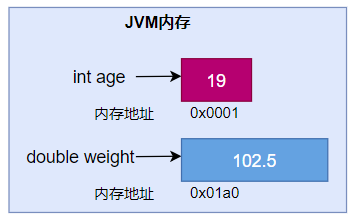 JVM内存
int age 19
内存地址 0x0001
double weight 102.5
内存地址 0x01a0